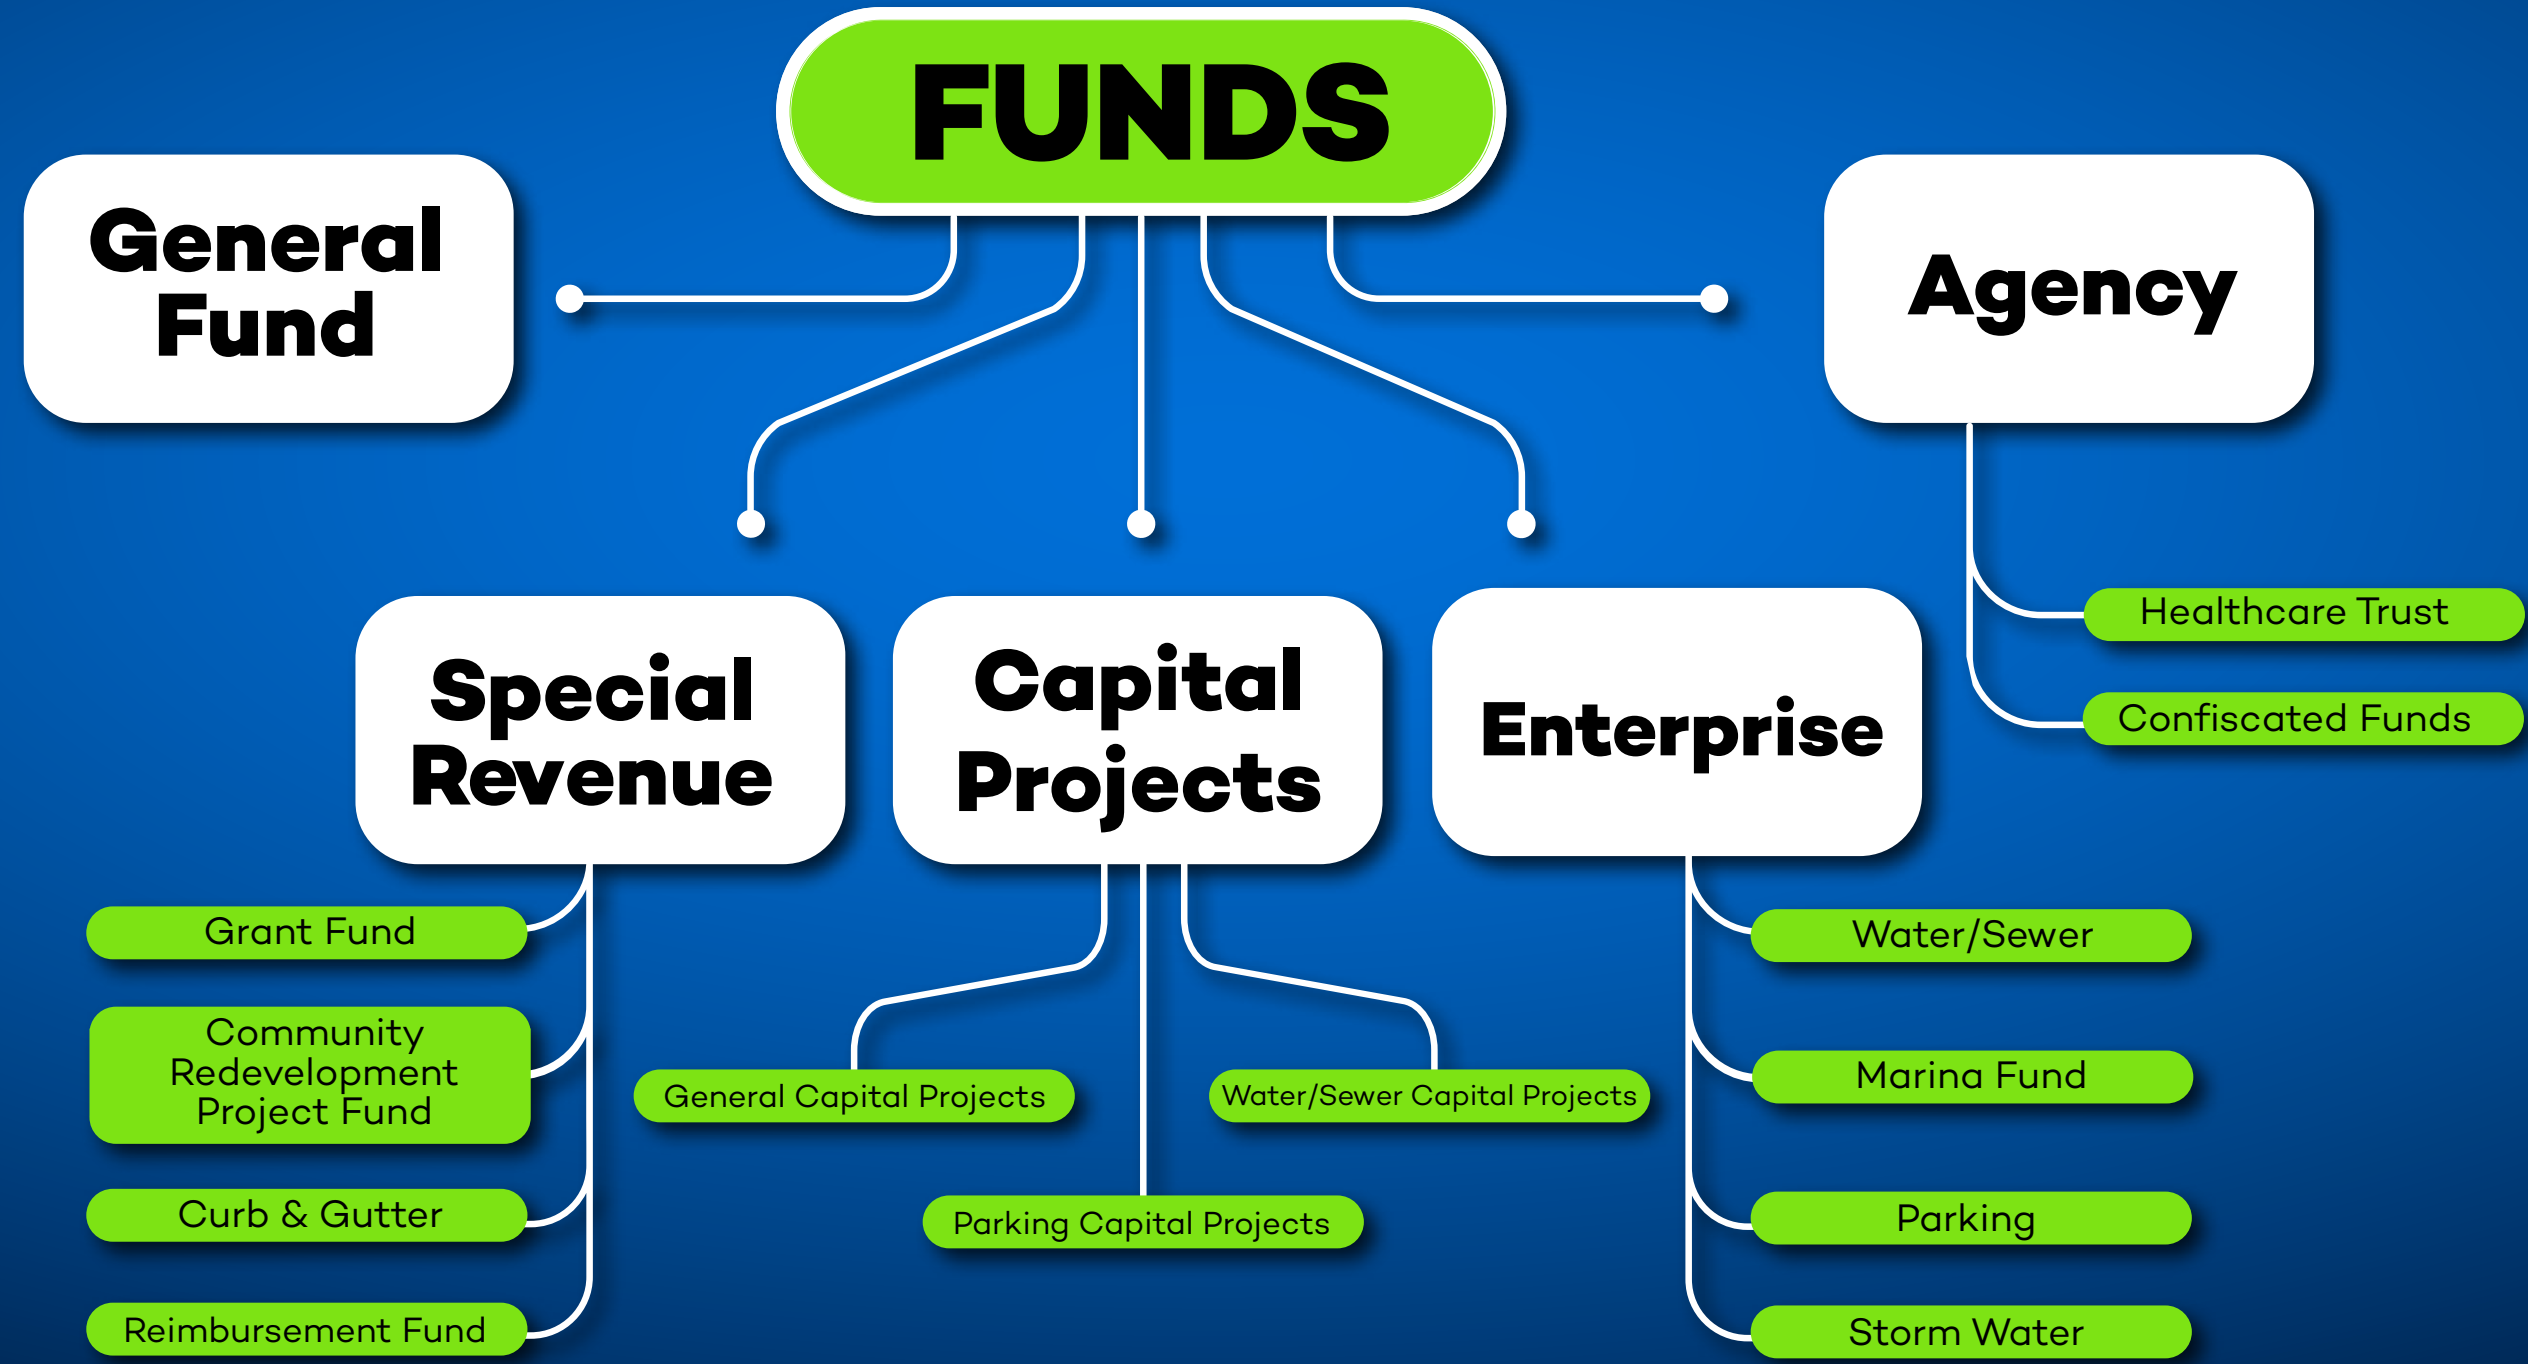 FUNDS
General
Fund
Agency
Healthcare Trust
Confiscated Funds
Special
Revenue
Capital
Projects
Enterprise
Grant Fund
Community
Redevelopment
Project Fund
Curb & Gutter
Reimbursement Fund
General Capital Projects
Water/Sewer Capital Projects
Parking Capital Projects
Water/Sewer
Marina Fund
Parking
Storm Water